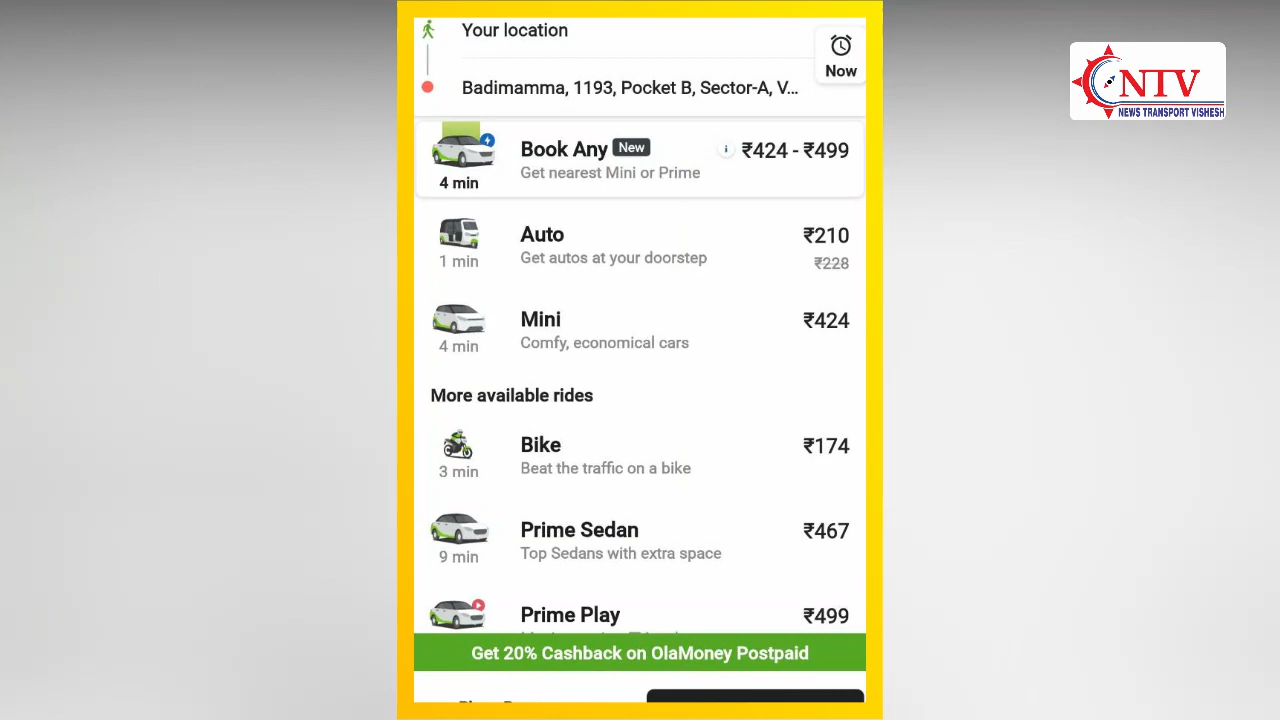 Your location
Now
Badimamma, 1193, Pocket B, Sector-A, V...
NTV
NEWS TRANSPORT VISHESH
Book Any New i ₹424 - ₹499
Get nearest Mini or Prime
4 min
Auto ₹210
Get autos at your doorstep ₹228
1 min
Mini ₹424
Comfy, economical cars
4 min
More available rides
Bike ₹174
Beat the traffic on a bike
3 min
Prime Sedan ₹467
Top Sedans with extra space
9 min
Prime Play ₹499
Get 20% Cashback on OlaMoney Postpaid